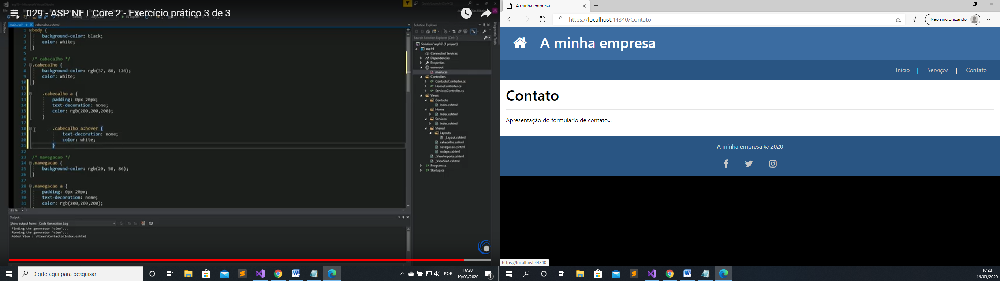 asp16 - Microsoft Visual Studio
Quick Launch (Ctrl+Q)
029 - ASP NET Core 2 - Exercício prático 3 de 3
main.css*
cabecalho.cshtml
Toolbox
1 body {
2 background-color: black;
3 color: white;
4 }
5
6 /* cabecalho */
7 .cabecalho {
8 background-color: rgb(37, 88, 126);
9 color: white;
10 }
11
12 .cabecalho a {
13 padding: 0px 20px;
14 text-decoration: none;
15 color: rgb(200,200,200);
16 }
17
18 .cabecalho a:hover {
19 text-decoration: none;
20 color: white;
21 }
22
23 /* navegacao */
24 .navegacao {
25 background-color: rgb(20, 58, 86);
26 }
27
28 .navegacao a {
29 padding: 0px 20px;
30 text-decoration: none;
31 color: rgb(200,200,200);
111 %
Output
Show output from: Code Generation Log
Finding the generator 'view'...
Running the generator 'view'...
Added View : \Views\Contacto\Index.cshtml
Solution Explorer
Search Solution Explorer (Ctrl+ )
Solution 'asp16' (1 project)
asp16
Connected Services
Dependencies
Properties
wwwroot
main.css
Controllers
ContactoController.cs
HomeController.cs
ServicosController.cs
Views
Contacto
Index.cshtml
Home
Index.cshtml
Servicos
Index.cshtml
Shared
Layouts
_Layout.cshtml
cabecalho.cshtml
navegacao.cshtml
rodape.cshtml
_ViewImports.cshtml
_ViewStart.cshtml
Program.cs
Startup.cs
Diagnostic Tools
Digite aqui para pesquisar
POR
16:28
19/03/2020
1
A minha empresa
https://localhost:44340/Contato
Não sincronizando
A minha empresa
Início | Serviços | Contato
Contato
Apresentação do formulário de contato...
A minha empresa © 2020
https://localhost:44340
16:28
19/03/2020